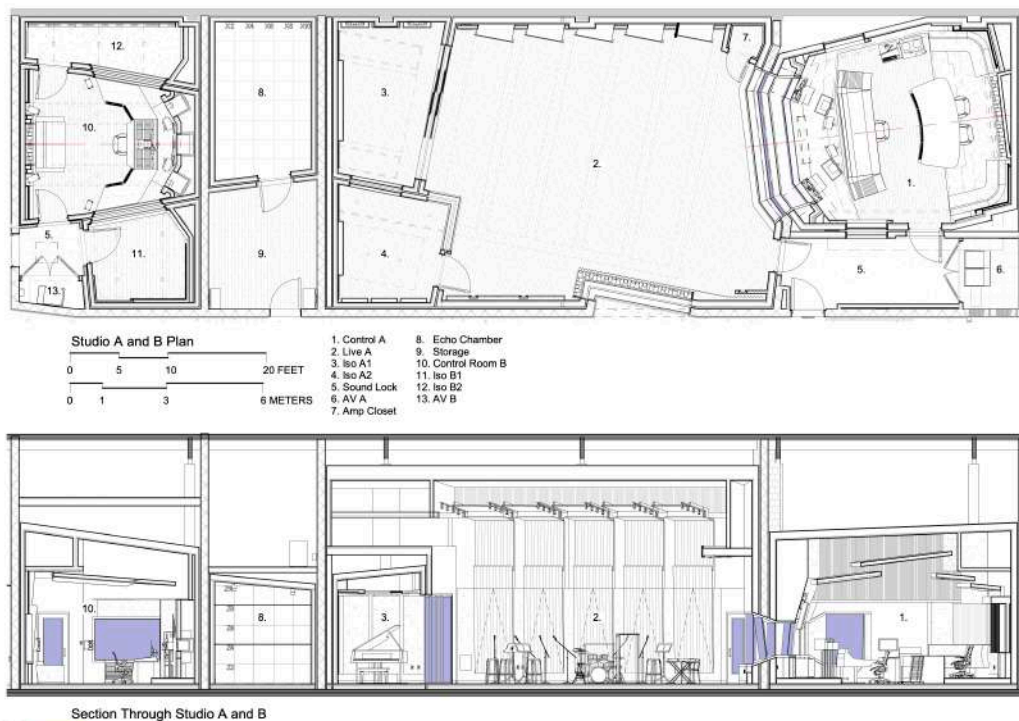 12.
8.
3.
7.
2.
10.
1.
5.
11.
4.
9.
5.
6.
13.
Studio A and B Plan
0 5 10 20 FEET
0 1 3 6 METERS
1. Control A
2. Live A
3. Iso A1
4. Iso A2
5. Sound Lock
6. AV A
7. Amp Closet
8. Echo Chamber
9. Storage
10. Control Room B
11. Iso B1
12. Iso B2
13. AV B
10.
8.
3.
2.
1.
Section Through Studio A and B